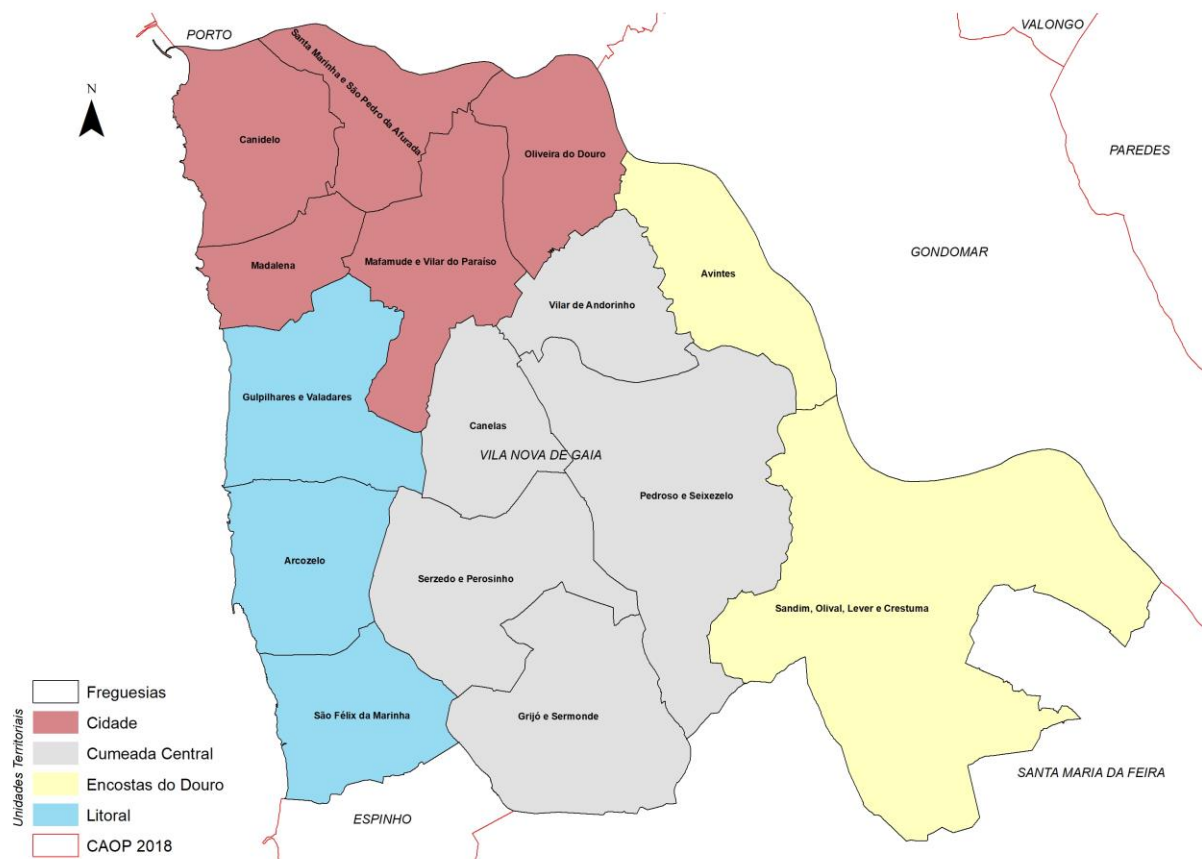 PORTO
VALONGO
N
Santa Marinha e São Pedro da Afurada
Canidelo
Oliveira do Douro
PAREDES
GONDOMAR
Madalena
Mafamude e Vilar do Paraíso
Avintes
Vilar de Andorinho
Gulpilhares e Valadares
Canelas
VILA NOVA DE GAIA
Pedroso e Seixezelo
Arcozelo
Serzedo e Perosinho
Sandim, Olival, Lever e Crestuma
São Félix da Marinha
Grijó e Sermonde
SANTA MARIA DA FEIRA
ESPINHO
Unidades Territoriais
Freguesias
Cidade
Cumeada Central
Encostas do Douro
Litoral
CAOP 2018